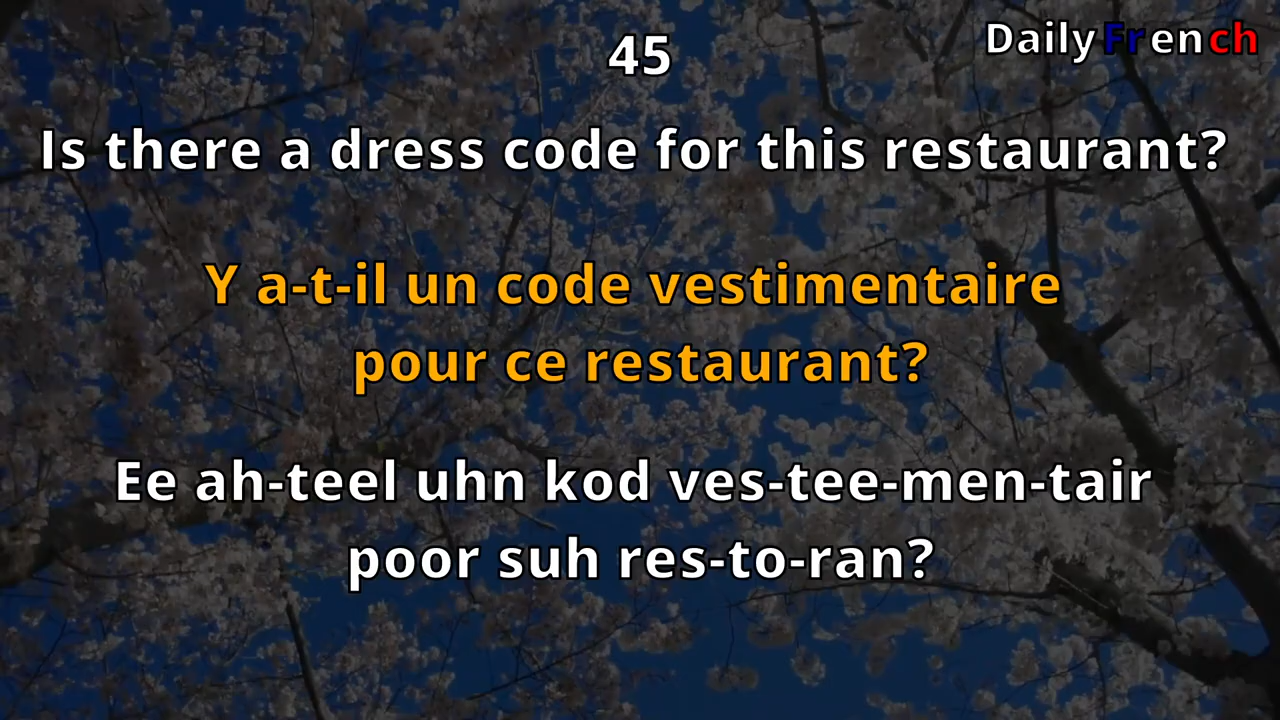 45
Daily French
Is there a dress code for this restaurant?
Y a-t-il un code vestimentaire
pour ce restaurant?
Ee ah-teel uhn kod ves-tee-men-tair
poor suh res-to-ran?